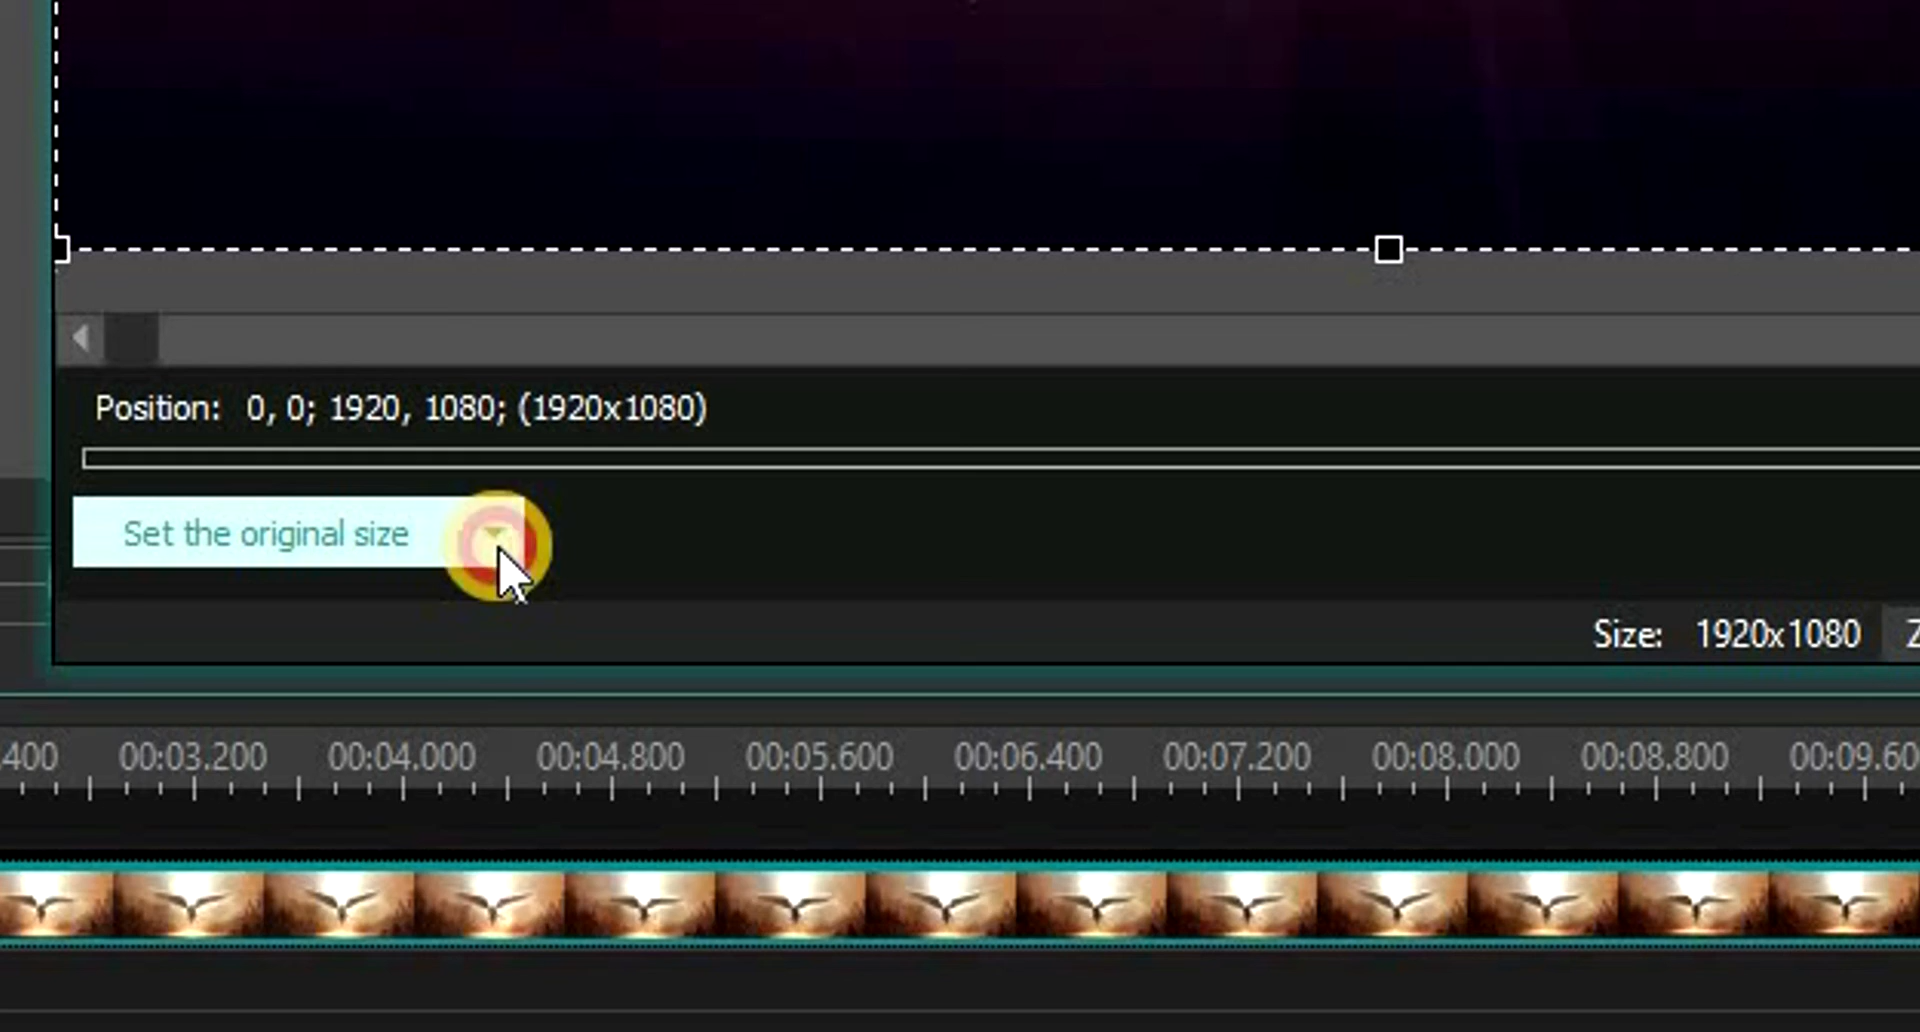 Position: 0, 0; 1920, 1080; (1920x1080)
Set the original size
Size: 1920x1080
.400 00:03.200 00:04.000 00:04.800 00:05.600 00:06.400 00:07.200 00:08.000 00:08.800 00:09.600